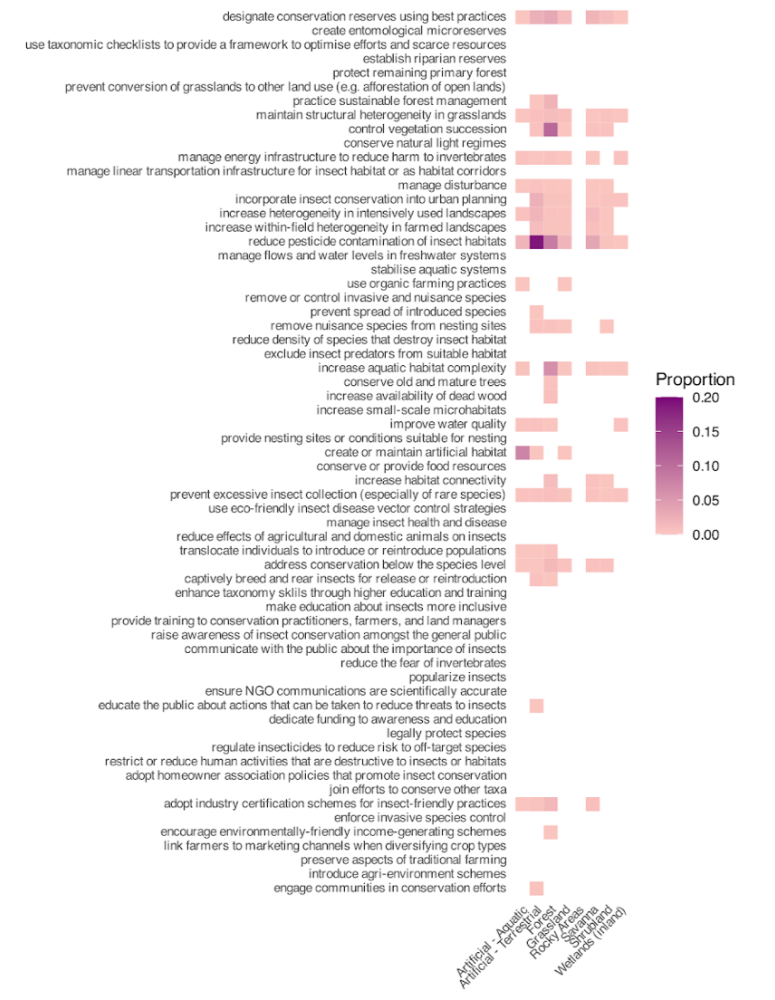 designate conservation reserves using best practices
create entomological microreserves
use taxonomic checklists to provide a framework to optimise efforts and scarce resources
establish riparian reserves
protect remaining primary forest
prevent conversion of grasslands to other land use (e.g. afforestation of open lands)
practice sustainable forest management
maintain structural heterogeneity in grasslands
control vegetation succession
conserve natural light regimes
manage energy infrastructure to reduce harm to invertebrates
manage linear transportation infrastructure for insect habitat or as habitat corridors
manage disturbance
incorporate insect conservation into urban planning
increase heterogeneity in intensively used landscapes
increase within-field heterogeneity in farmed landscapes
reduce pesticide contamination of insect habitats
manage flows and water levels in freshwater systems
stabilise aquatic systems
use organic farming practices
remove or control invasive and nuisance species
prevent spread of introduced species
remove nuisance species from nesting sites
reduce density of species that destroy insect habitat
exclude insect predators from suitable habitat
increase aquatic habitat complexity
conserve old and mature trees
increase availability of dead wood
increase small-scale microhabitats
improve water quality
provide nesting sites or conditions suitable for nesting
create or maintain artificial habitat
conserve or provide food resources
increase habitat connectivity
prevent excessive insect collection (especially of rare species)
use eco-friendly insect disease vector control strategies
manage insect health and disease
reduce effects of agricultural and domestic animals on insects
translocate individuals to introduce or reintroduce populations
address conservation below the species level
captively breed and rear insects for release or reintroduction
enhance taxonomy sklils through higher education and training
make education about insects more inclusive
provide training to conservation practitioners, farmers, and land managers
raise awareness of insect conservation amongst the general public
communicate with the public about the importance of insects
reduce the fear of invertebrates
popularize insects
ensure NGO communications are scientifically accurate
educate the public about actions that can be taken to reduce threats to insects
dedicate funding to awareness and education
legally protect species
regulate insecticides to reduce risk to off-target species
restrict or reduce human activities that are destructive to insects or habitats
adopt homeowner association policies that promote insect conservation
join efforts to conserve other taxa
adopt industry certification schemes for insect-friendly practices
enforce invasive species control
encourage environmentally-friendly income-generating schemes
link farmers to marketing channels when diversifying crop types
preserve aspects of traditional farming
introduce agri-environment schemes
engage communities in conservation efforts
Artificial - Aquatic
Artificial - Terrestrial
Forest
Grassland
Rocky Areas
Savanna
Shrubland
Wetlands (inland)
Proportion
0.20
0.15
0.10
0.05
0.00